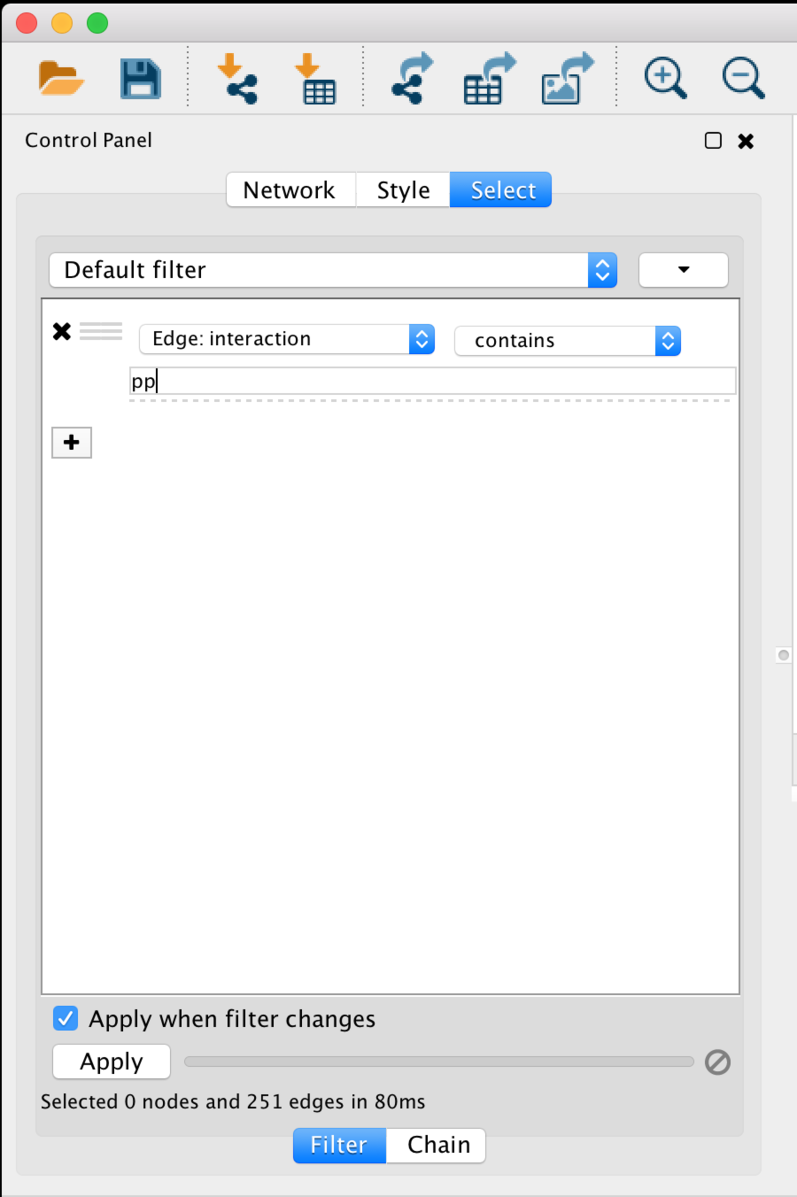 Control Panel
Network Style Select
Default filter
Edge: interaction contains
pp
Apply when filter changes
Apply
Selected 0 nodes and 251 edges in 80ms
Filter Chain